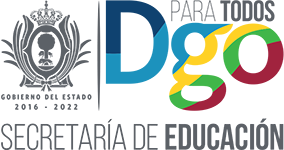 PARA TODOS
Dgo
GOBIERNO DEL ESTADO
2016 - 2022
SECRETARÍA DE EDUCACIÓN